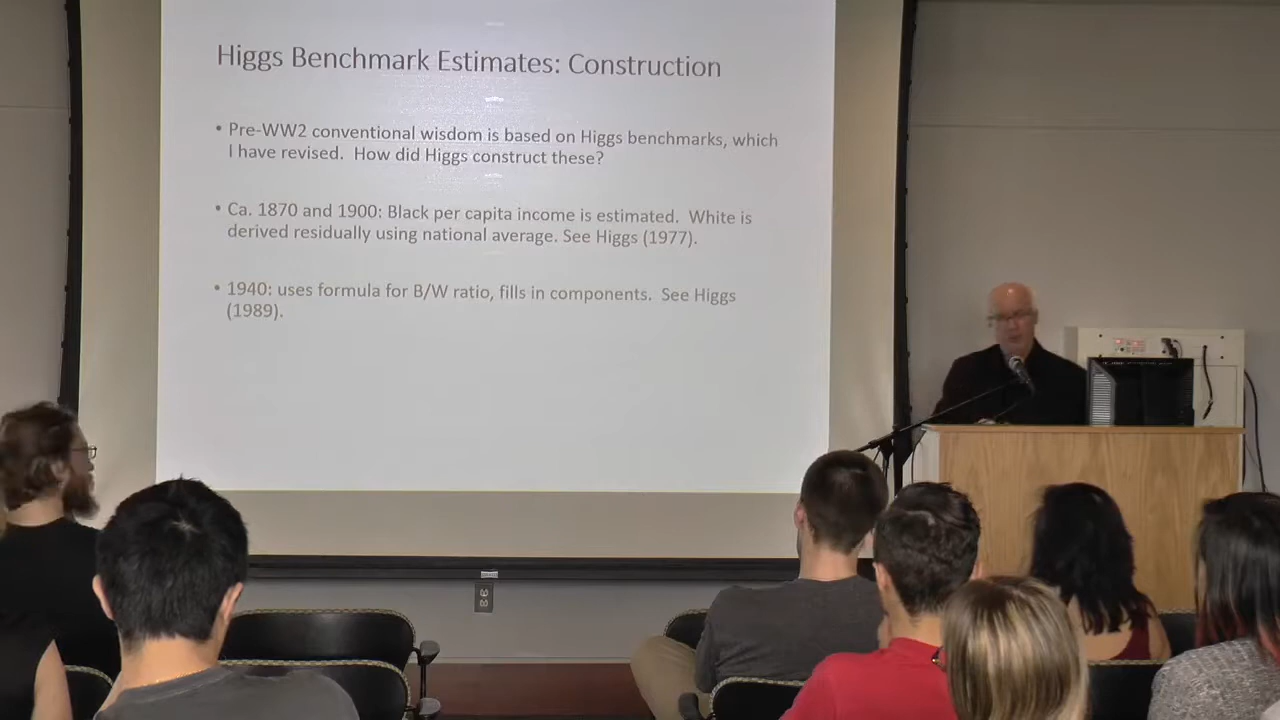 Higgs Benchmark Estimates: Construction
• Pre-WW2 conventional wisdom is based on Higgs benchmarks, which
I have revised.  How did Higgs construct these?
• Ca. 1870 and 1900: Black per capita income is estimated.  White is
derived residually using national average. See Higgs (1977).
• 1940: uses formula for B/W ratio, fills in components.  See Higgs
(1989).